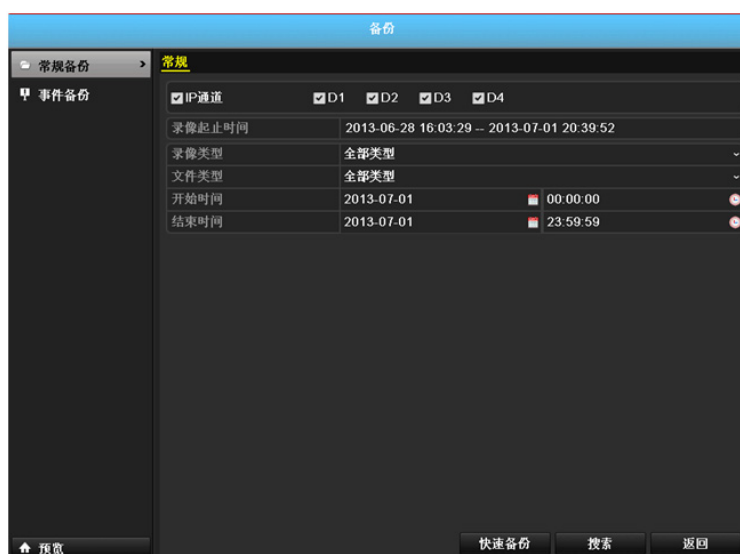 备份
常规备份
事件备份
常规
IP通道 D1 D2 D3 D4
录像起止时间 2013-06-28 16:03:29 -- 2013-07-01 20:39:52
录像类型 全部类型
文件类型 全部类型
开始时间 2013-07-01 00:00:00
结束时间 2013-07-01 23:59:59
预览
快速备份 搜索 返回